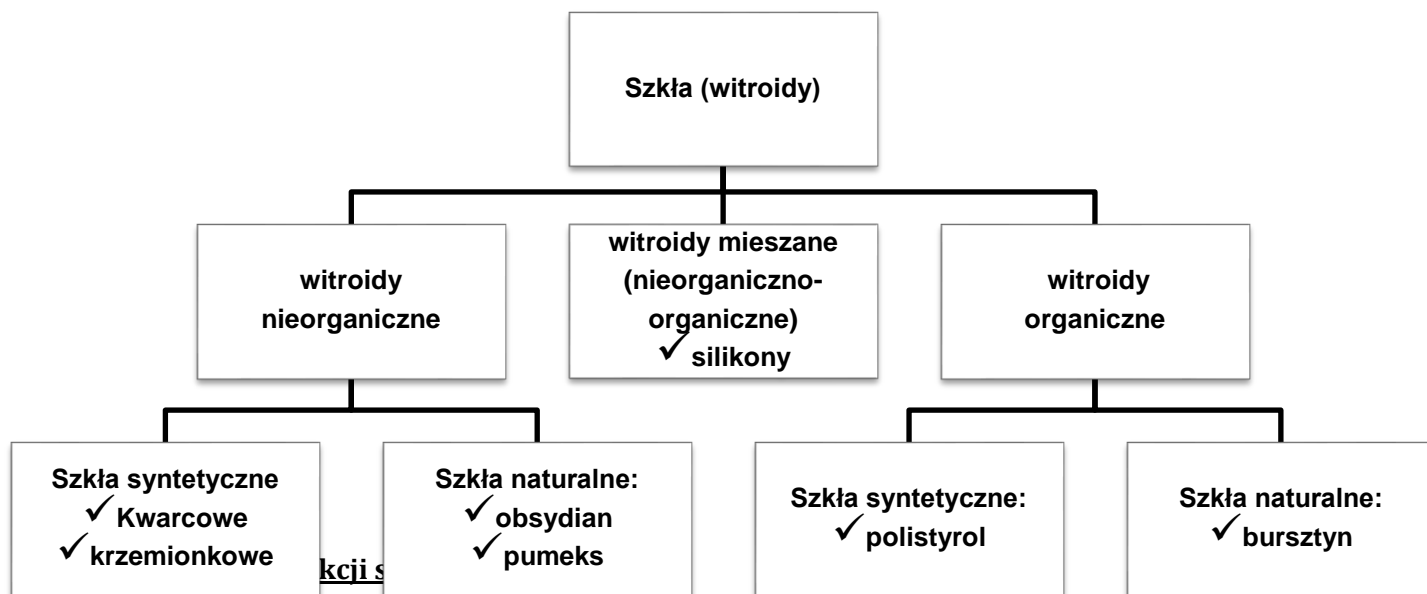 Szkła (witroidy)
witroidy
nieorganiczne
witroidy mieszane
(nieorganiczno-
organiczne)
✓silikony
witroidy
organiczne
Szkła syntetyczne
✓Kwarcowe
✓krzemionkowe
Szkła naturalne:
✓obsydian
✓pumeks
Szkła syntetyczne:
✓polistyrol
Szkła naturalne:
✓bursztyn
kcji s